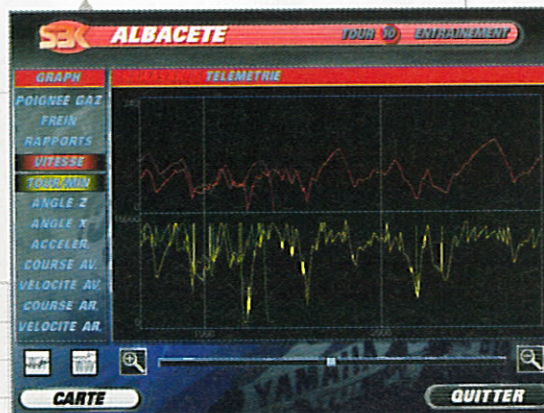 SBK ALBACETE TOUR 10 ENTRAINEMENT
GRAPH TELEMETRIE
POIGNEE GAZ
FREIN
RAPPORTS
VITESSE
TOUR/MIN
ANGLE Z
ANGLE X
ACCELER.
COURSE AV.
VELOCITE AV.
COURSE AR.
VELOCITE AR.
YAMAHA
CARTE QUITTER